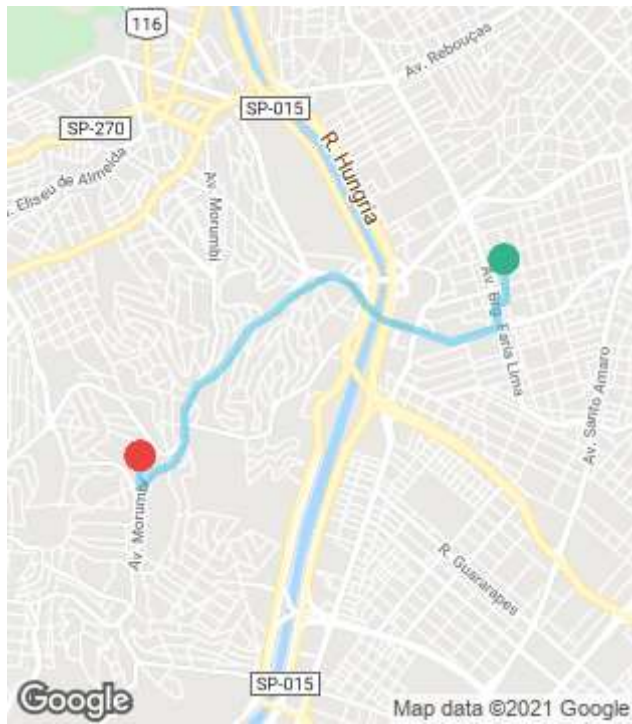 116
Av. Rebouças
SP-015
SP-270
R. Hungria
. Eliseu de Almeida
Av. Morumbi
Av. Brig. Faria Lima
Av. Santo Amaro
Av. Morumbi
R. Guararapes
SP-015
Google
Map data ©2021 Google